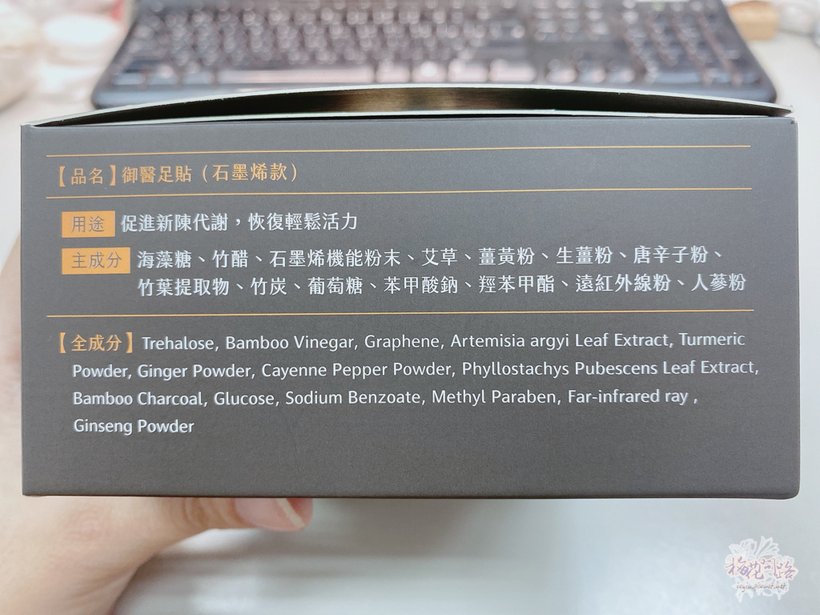 【品名】御醫足貼（石墨烯款）
用途 促進新陳代謝，恢復輕鬆活力
主成分 海藻糖、竹醋、石墨烯機能粉末、艾草、薑黃粉、生薑粉、唐辛子粉、
竹葉提取物、竹炭、葡萄糖、苯甲酸鈉、羥苯甲酯、遠紅外線粉、人蔘粉
【全成分】Trehalose, Bamboo Vinegar, Graphene, Artemisia argyi Leaf Extract, Turmeric
Powder, Ginger Powder, Cayenne Pepper Powder, Phyllostachys Pubescens Leaf Extract,
Bamboo Charcoal, Glucose, Sodium Benzoate, Methyl Paraben, Far-infrared ray ,
Ginseng Powder